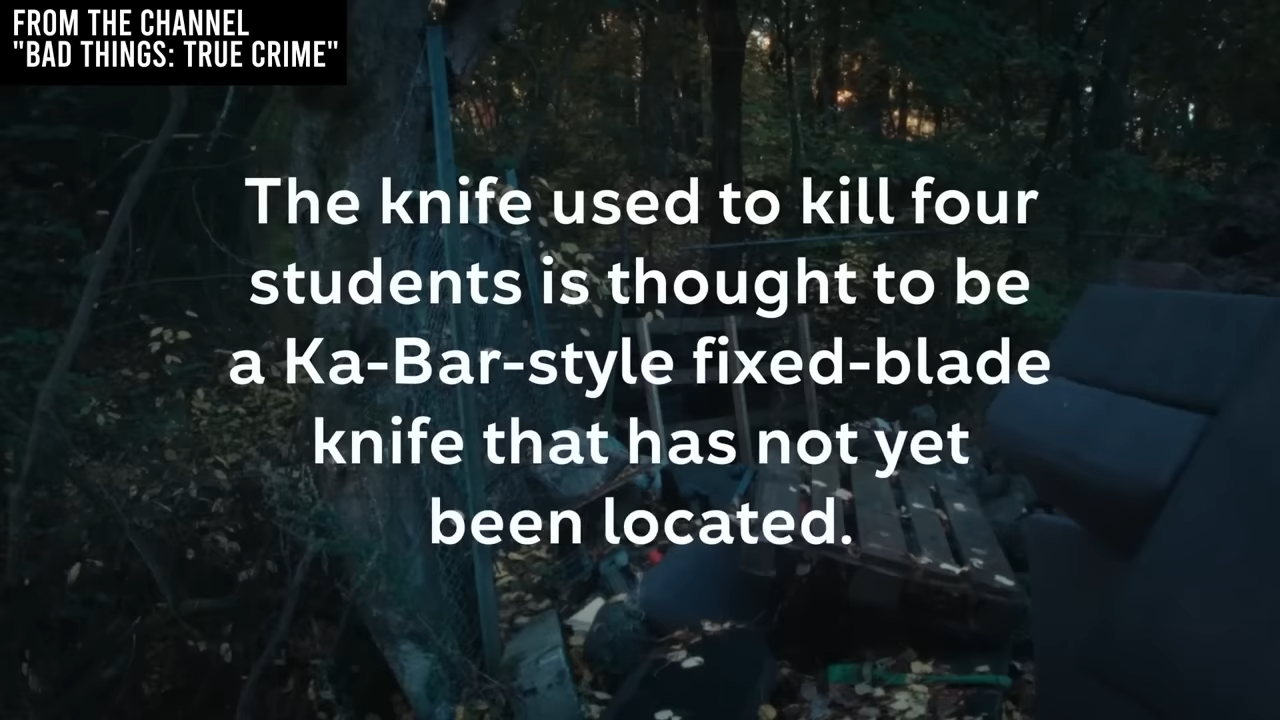 FROM THE CHANNEL
"BAD THINGS: TRUE CRIME"
The knife used to kill four
students is thought to be
a Ka-Bar-style fixed-blade
knife that has not yet
been located.